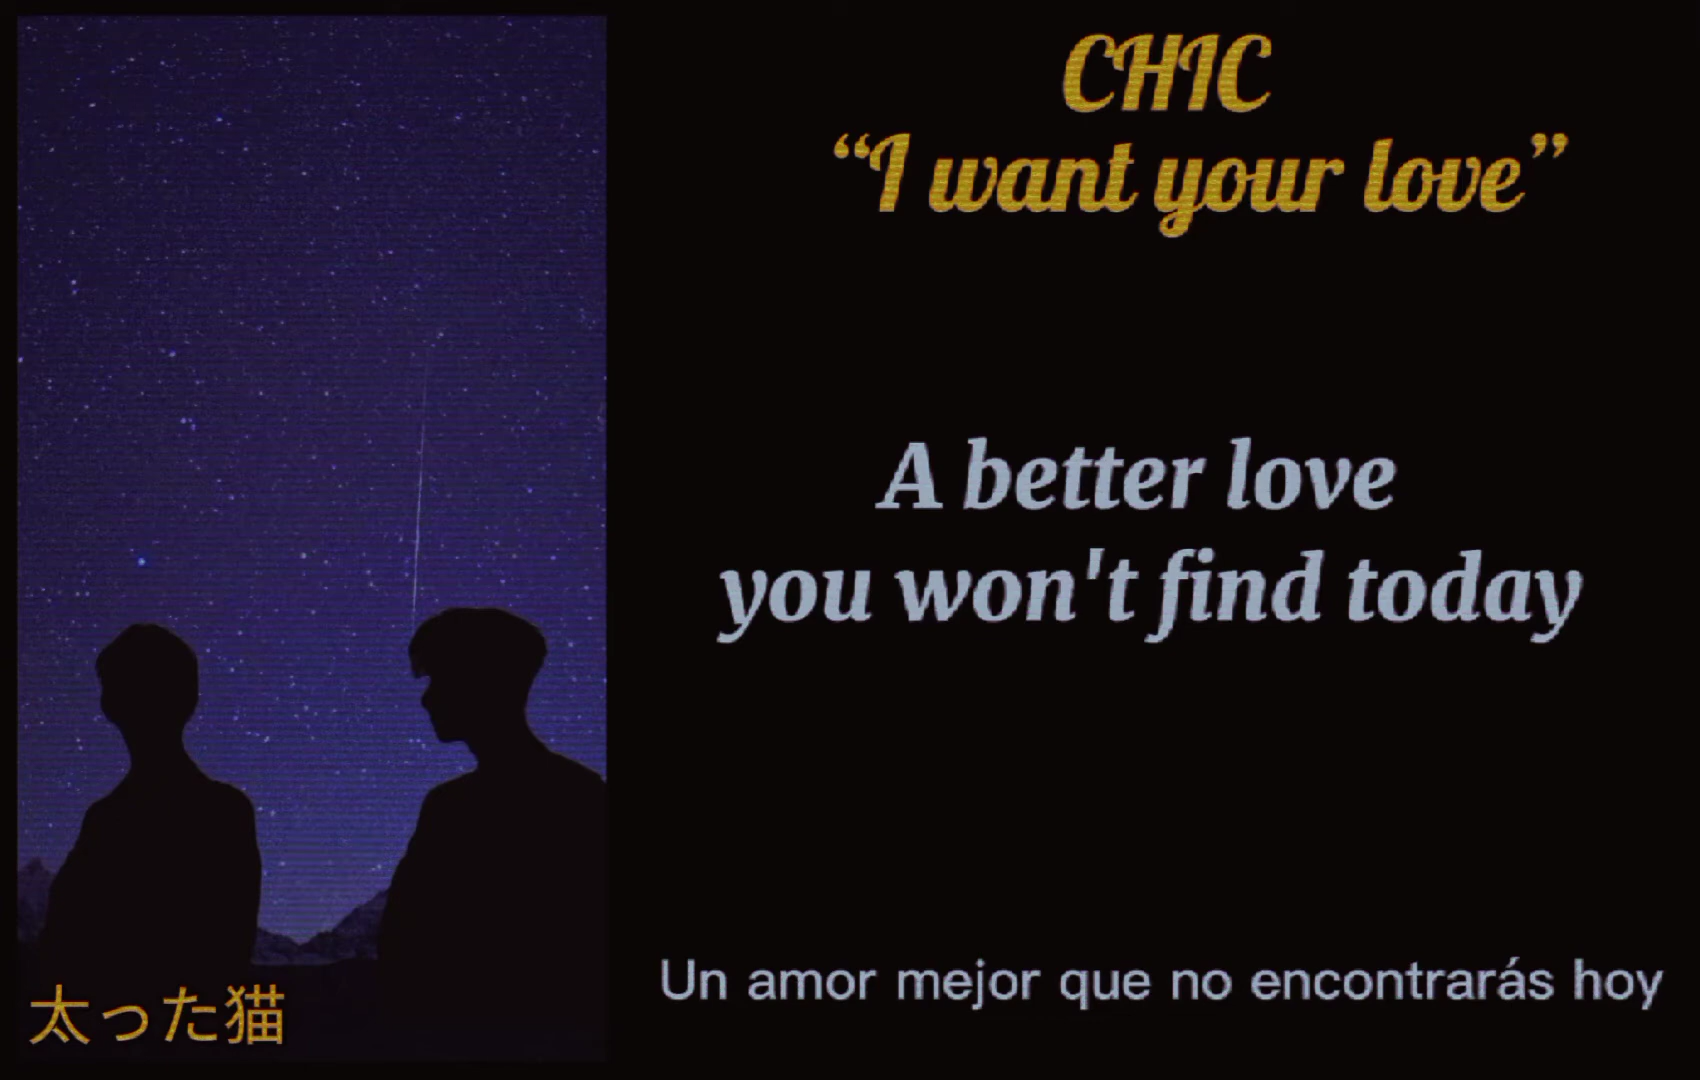 CHIC
“I want your love”
A better love
you won't find today
Un amor mejor que no encontrarás hoy
太った猫